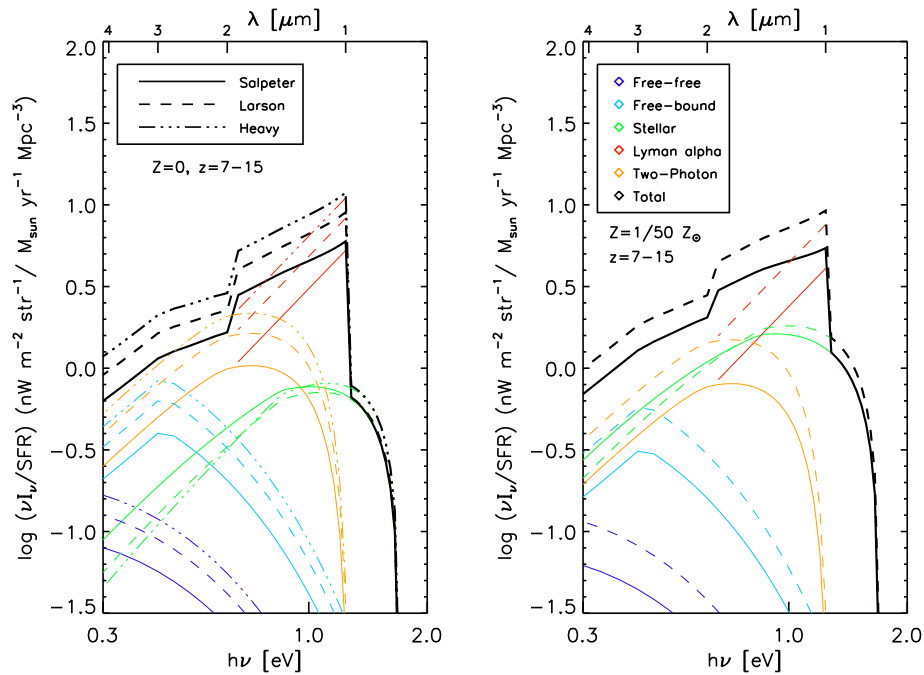 λ [μm]
4 3 2 1
2.0
1.5
1.0
0.5
0.0
−0.5
−1.0
−1.5
log (νIν/SFR) (nW m⁻² str⁻¹/ Msun yr⁻¹ Mpc⁻³)
Salpeter
Larson
Heavy
Z=0, z=7−15
0.3 1.0 2.0
hν [eV]
λ [μm]
4 3 2 1
2.0
1.5
1.0
0.5
0.0
−0.5
−1.0
−1.5
log (νIν/SFR) (nW m⁻² str⁻¹/ Msun yr⁻¹ Mpc⁻³)
Free−free
Free−bound
Stellar
Lyman alpha
Two−Photon
Total
Z=1/50 Z⊙
z=7−15
0.3 1.0 2.0
hν [eV]